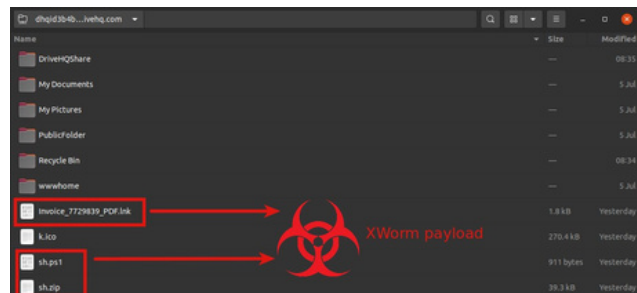 dhqid3b4b...ivehq.com
Name Size Modified
DriveHQShare — 08:35
My Documents — 5 Jul
My Pictures — 5 Jul
PublicFolder — 5 Jul
Recycle Bin — 08:34
wwwhome — 5 Jul
Invoice_7729839_PDF.lnk 1.8 kB Yesterday
k.ico 270.4 kB Yesterday
XWorm payload
sh.ps1 911 bytes Yesterday
sh.zip 39.3 kB Yesterday